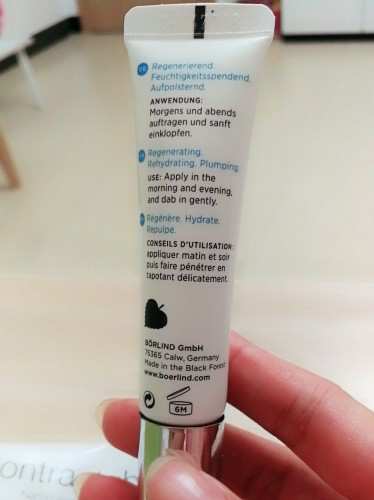 DE Regenerierend.
Feuchtigkeitsspendend.
Aufpolsternd.
ANWENDUNG:
Morgens und abends
auftragen und sanft
einklopfen.
Regenerating.
Rehydrating. Plumping.
USE: Apply in the
morning and evening,
and dab in gently.
Régénère. Hydrate.
Repulpe.
CONSEILS D'UTILISATION:
appliquer matin et soir
puis faire pénétrer en
tapotant délicatement.
BÖRLIND GmbH
75365 Calw, Germany
Made in the Black Forest
www.boerlind.com
6M